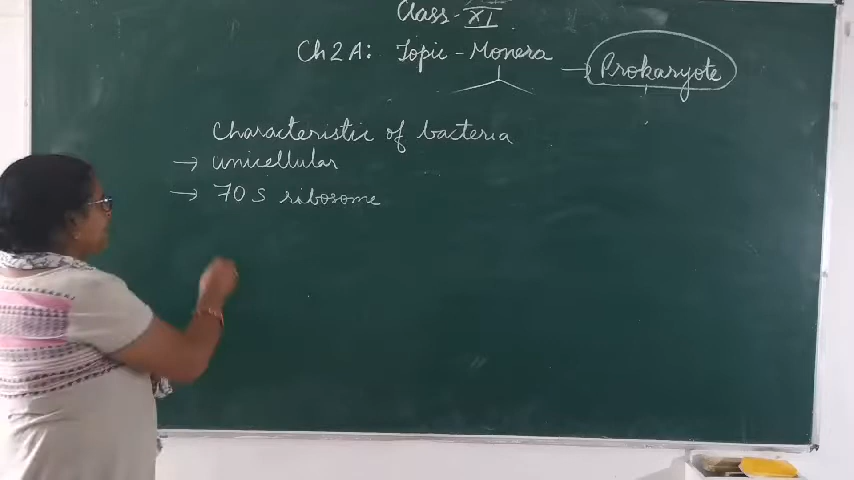 Class - XI
Ch 2 A: Topic - Monera → Prokaryote
Characteristic of bacteria
→ unicellular
→ 70 S ribosome